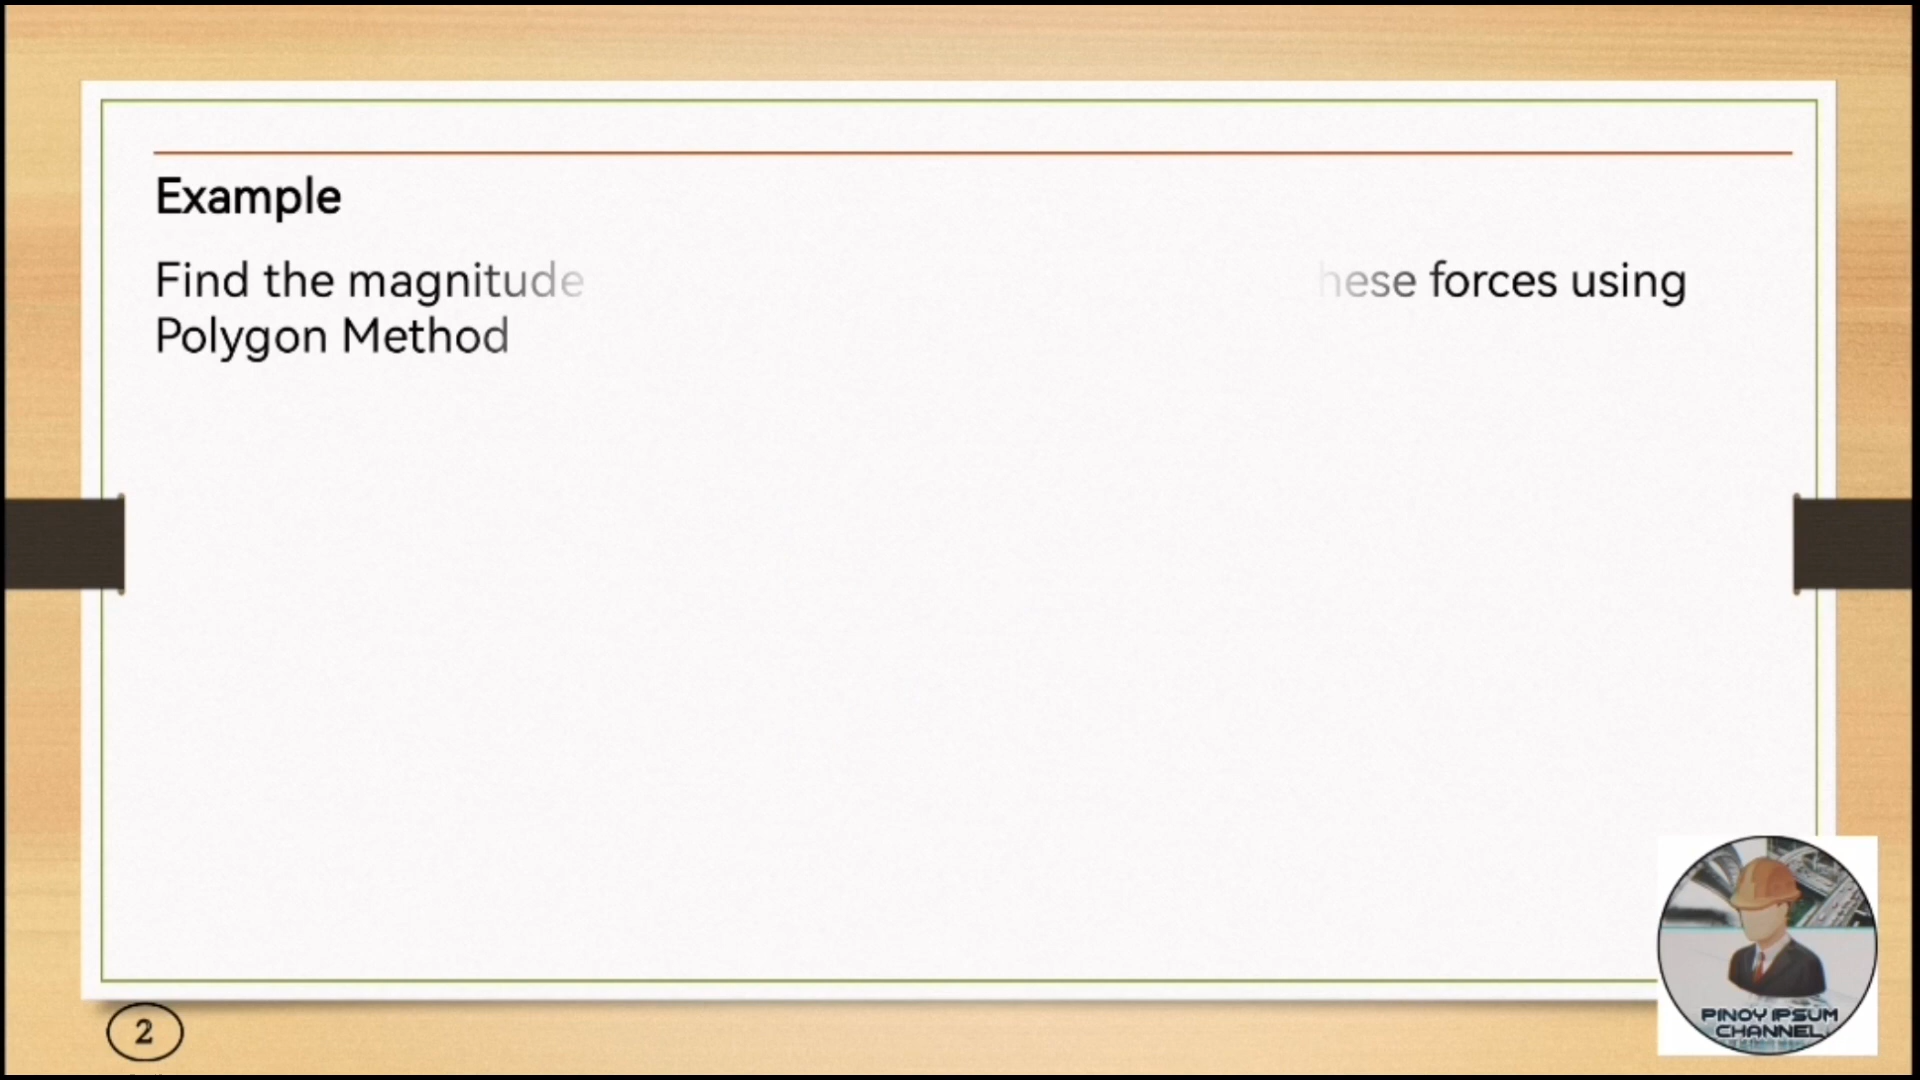 Example
Find the magnitude hese forces using
Polygon Method
2
PINOY IPSUM
CHANNEL